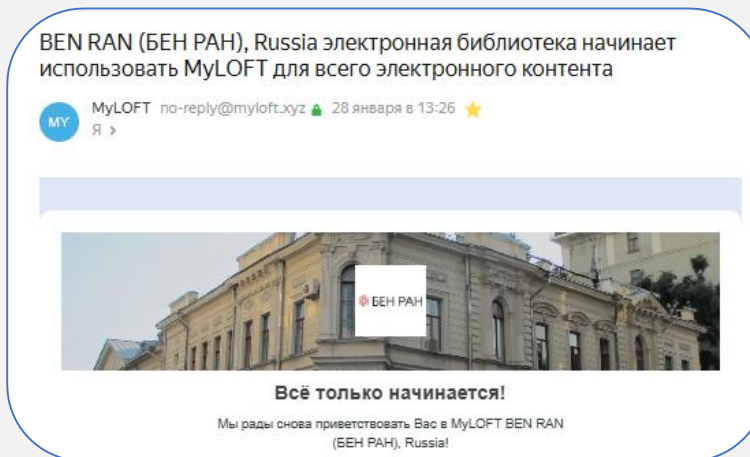 BEN RAN (БЕН РАН), Russia электронная библиотека начинает
использовать MyLOFT для всего электронного контента
MY
MyLOFT no-reply@myloft.xyz 28 января в 13:26
Я >
БЕН РАН
Всё только начинается!
Мы рады снова приветствовать Вас в MyLOFT BEN RAN
(БЕН РАН), Russia!